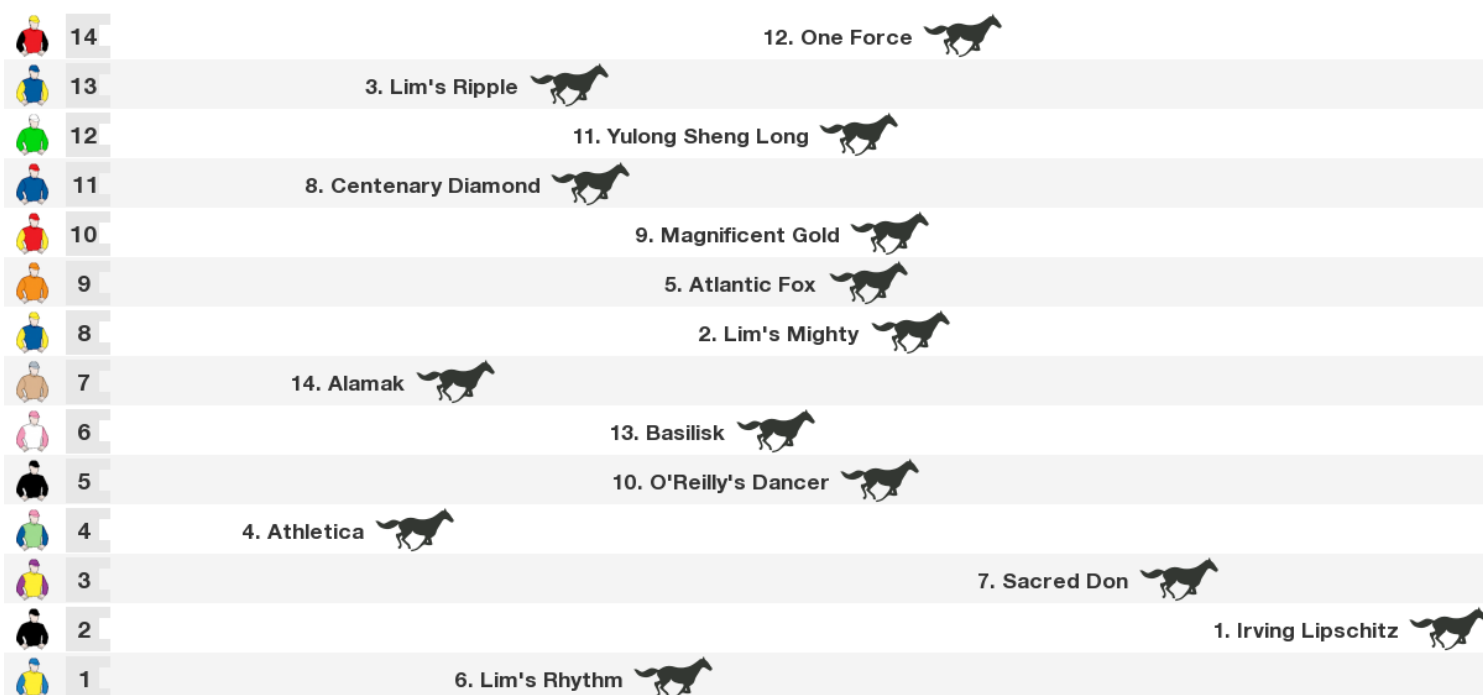 14 12. One Force
13 3. Lim's Ripple
12 11. Yulong Sheng Long
11 8. Centenary Diamond
10 9. Magnificent Gold
9 5. Atlantic Fox
8 2. Lim's Mighty
7 14. Alamak
6 13. Basilisk
5 10. O'Reilly's Dancer
4 4. Athletica
3 7. Sacred Don
2 1. Irving Lipschitz
1 6. Lim's Rhythm